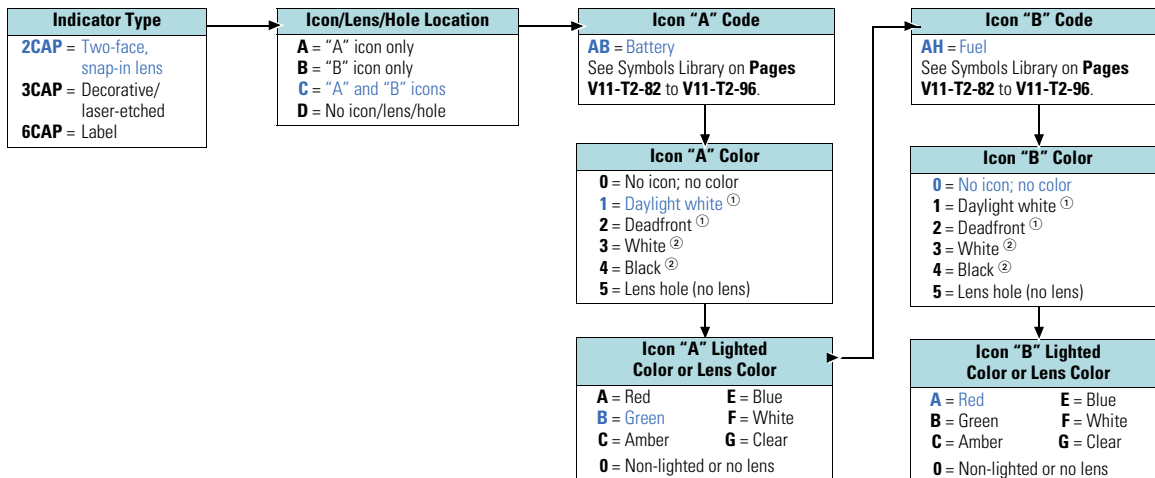 Indicator Type
2CAP = Two-face,
snap-in lens
3CAP = Decorative/
laser-etched
6CAP = Label
Icon/Lens/Hole Location
A = “A” icon only
B = “B” icon only
C = “A” and “B” icons
D = No icon/lens/hole
Icon “A” Code
AB = Battery
See Symbols Library on Pages
V11-T2-82 to V11-T2-96.
Icon “A” Color
0 = No icon; no color
1 = Daylight white ①
2 = Deadfront ①
3 = White ②
4 = Black ②
5 = Lens hole (no lens)
Icon “A” Lighted
Color or Lens Color
A = Red E = Blue
B = Green F = White
C = Amber G = Clear
0 = Non-lighted or no lens
Icon “B” Code
AH = Fuel
See Symbols Library on Pages
V11-T2-82 to V11-T2-96.
Icon “B” Color
0 = No icon; no color
1 = Daylight white ①
2 = Deadfront ①
3 = White ②
4 = Black ②
5 = Lens hole (no lens)
Icon “B” Lighted
Color or Lens Color
A = Red E = Blue
B = Green F = White
C = Amber G = Clear
0 = Non-lighted or no lens